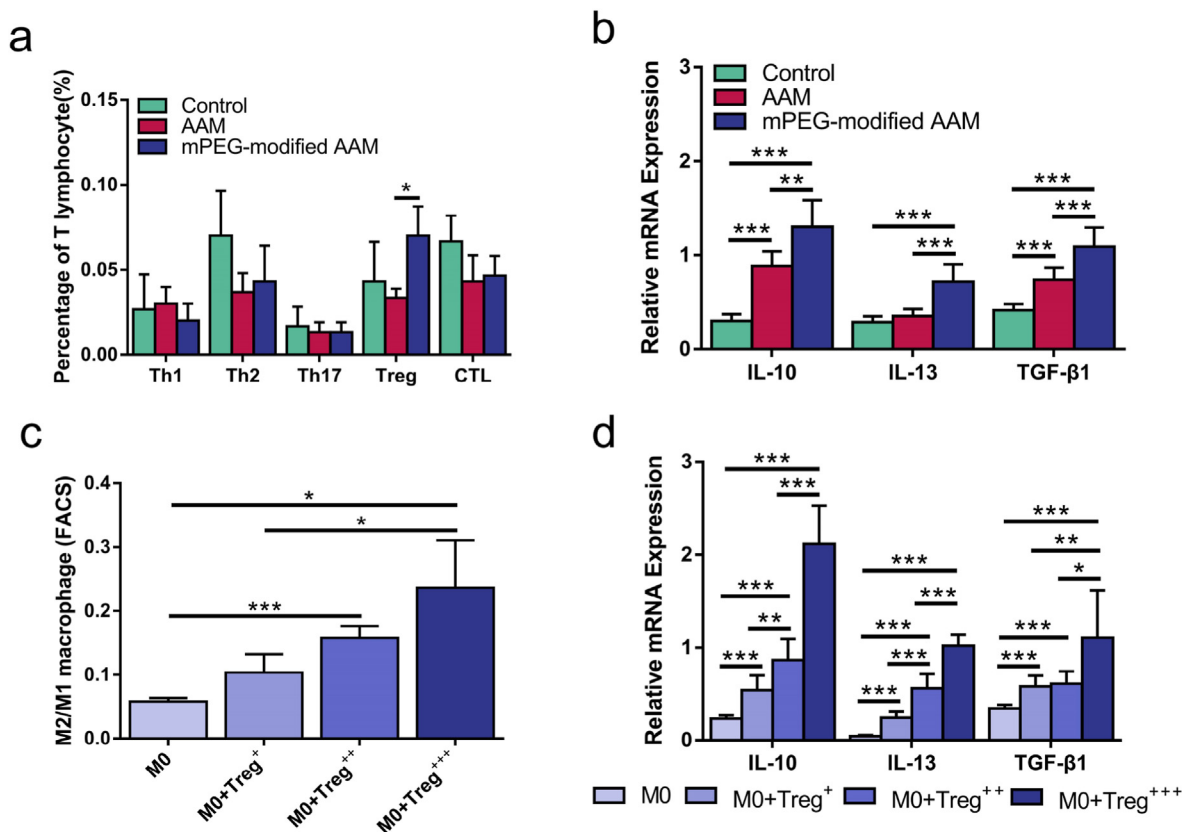 a
Percentage of T lymphocyte(%)
0.15
0.10
0.05
0.00
Control
AAM
mPEG-modified AAM
*
Th1 Th2 Th17 Treg CTL
b
Relative mRNA Expression
3
2
1
0
Control
AAM
mPEG-modified AAM
*** ** ***
*** ***
*** *** ***
IL-10 IL-13 TGF-β1
c
M2/M1 macrophage (FACS)
0.4
0.3
0.2
0.1
0.0
*
*
***
M0 M0+Treg+ M0+Treg++ M0+Treg+++
d
Relative mRNA Expression
3
2
1
0
*** *** *** ** ***
*** *** *** *** ***
*** ** * *** ***
IL-10 IL-13 TGF-β1
M0 M0+Treg+ M0+Treg++ M0+Treg+++